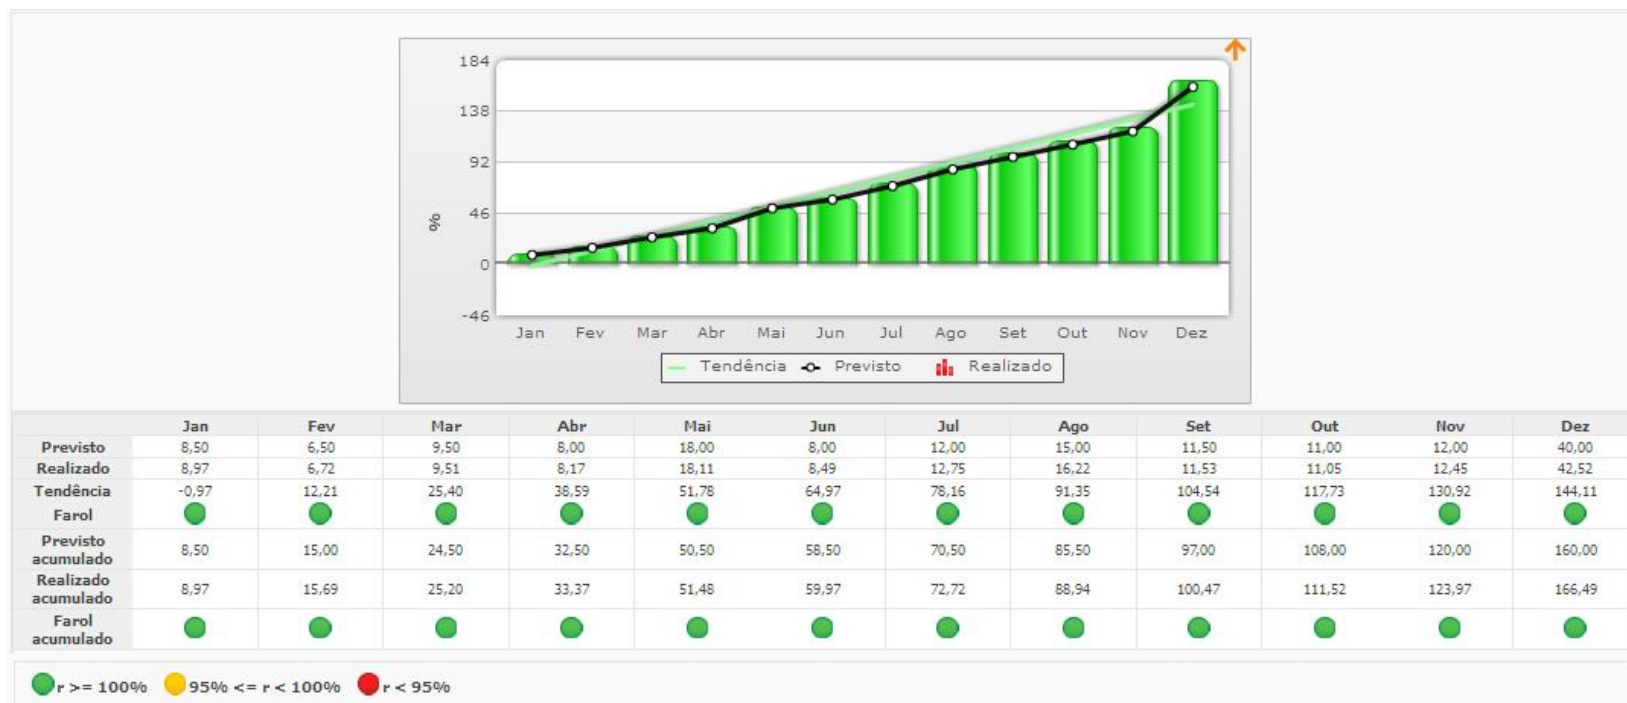 184
138
92
46
0
-46
%
Jan Fev Mar Abr Mai Jun Jul Ago Set Out Nov Dez
Tendência Previsto Realizado
Jan Fev Mar Abr Mai Jun Jul Ago Set Out Nov Dez
Previsto 8,50 6,50 9,50 8,00 18,00 8,00 12,00 15,00 11,50 11,00 12,00 40,00
Realizado 8,97 6,72 9,51 8,17 18,11 8,49 12,75 16,22 11,53 11,05 12,45 42,52
Tendência -0,97 12,21 25,40 38,59 51,78 64,97 78,16 91,35 104,54 117,73 130,92 144,11
Farol
Previsto
acumulado 8,50 15,00 24,50 32,50 50,50 58,50 70,50 85,50 97,00 108,00 120,00 160,00
Realizado
acumulado 8,97 15,69 25,20 33,37 51,48 59,97 72,72 88,94 100,47 111,52 123,97 166,49
Farol
acumulado
r >= 100% 95% <= r < 100% r < 95%